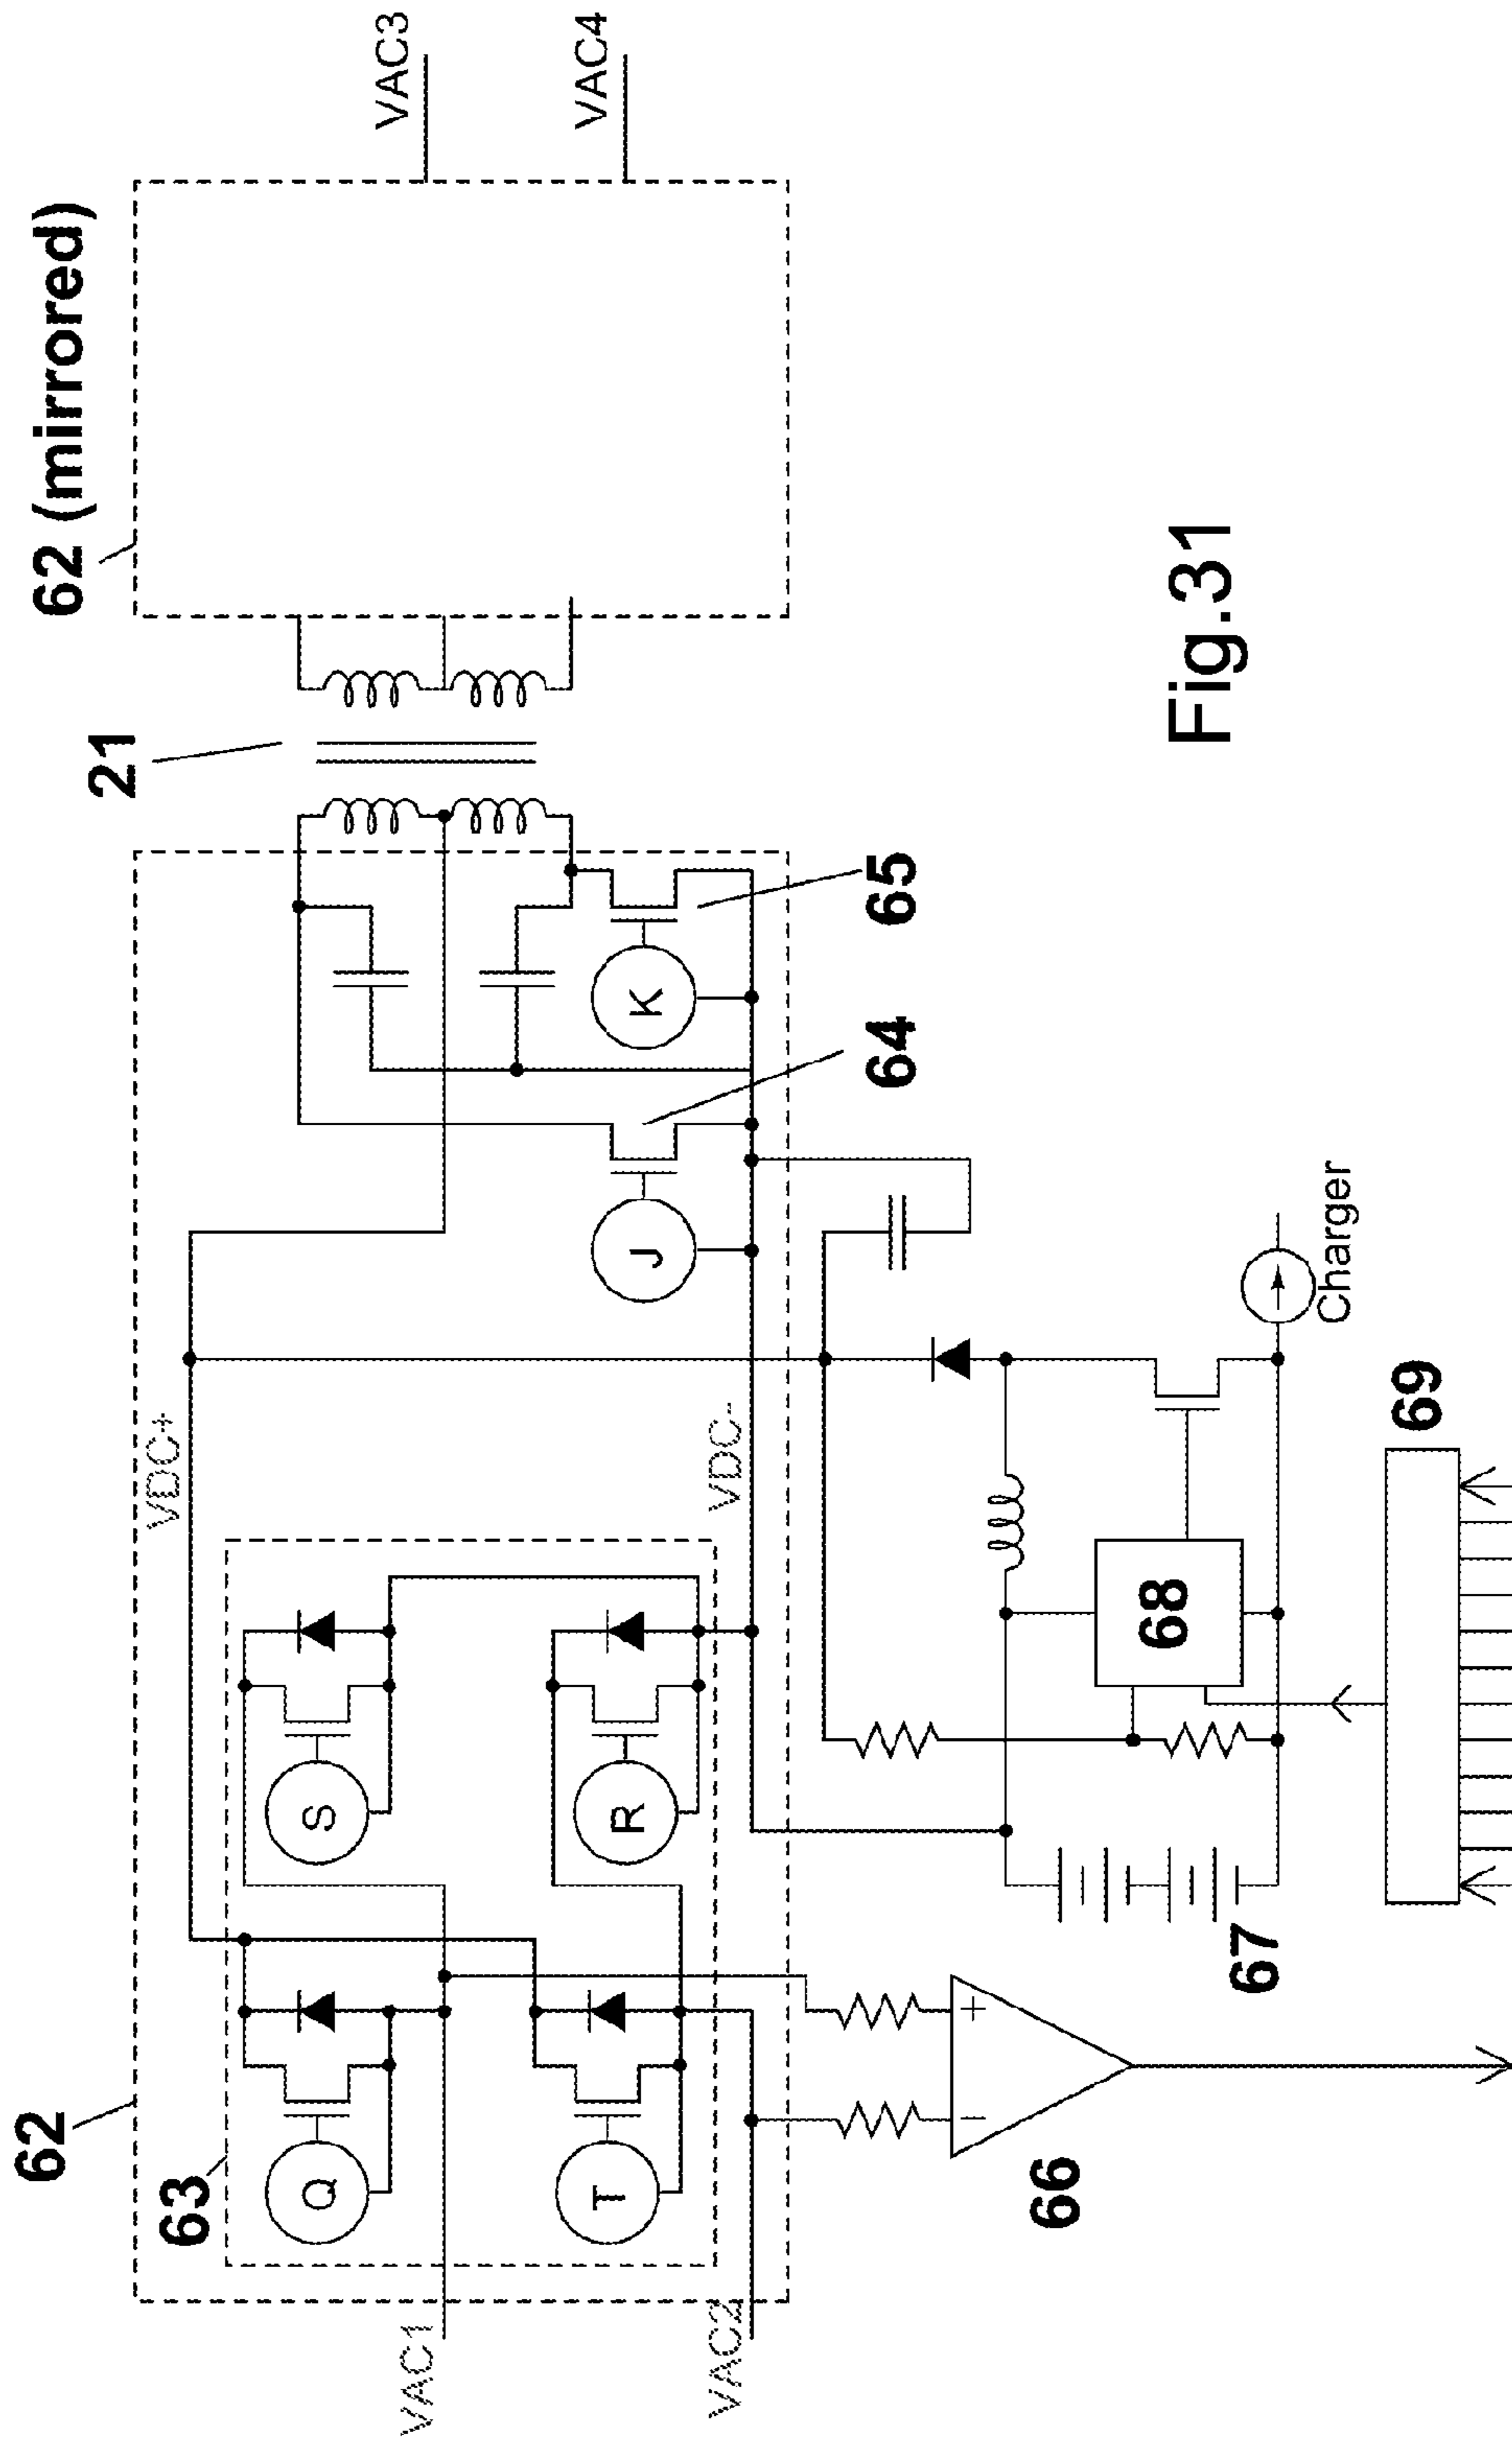 62 (mirrored)
VAC3
VAC4
21
62
63
VDC+
VDC-
Q
S
T
R
J
K
VAC1
VAC2
64
65
66
+
−
67
68
69
Charger
Fig.31